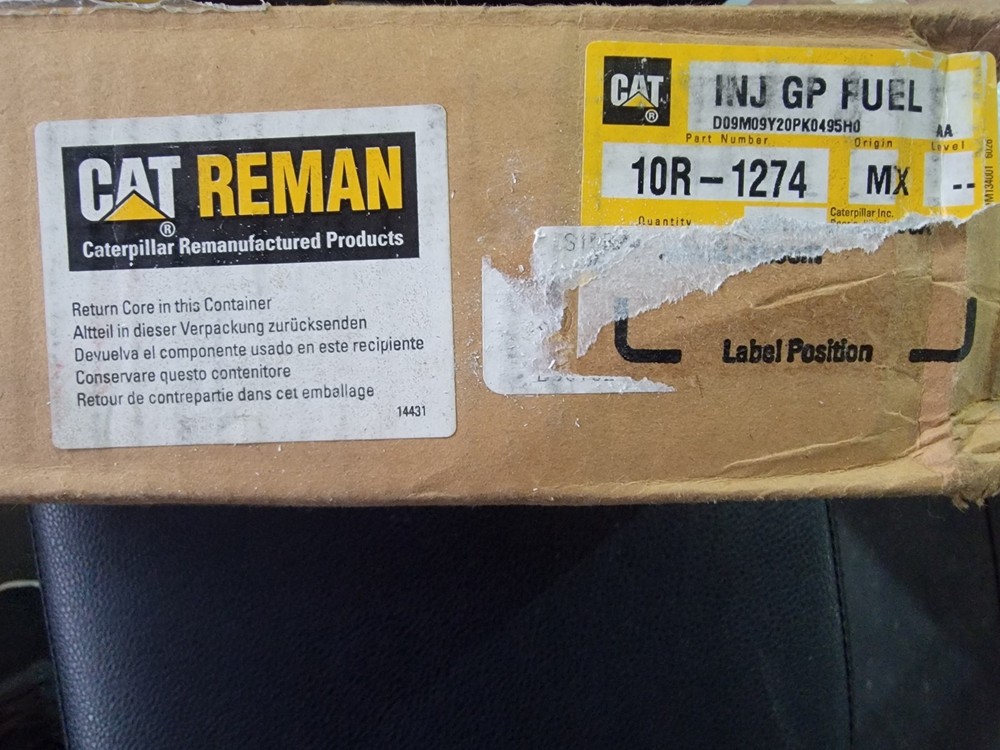 CAT REMAN
®
Caterpillar Remanufactured Products
Return Core in this Container
Altteil in dieser Verpackung zurücksenden
Devuelva el componente usado en este recipiente
Conservare questo contenitore
Retour de contrepartie dans cet emballage
14431
CAT
®
INJ GP FUEL
D09M09Y20PK0495H0
AA
Part Number
Origin
Level
10R-1274
MX
--
Quantity
Caterpillar Inc.
Label Position